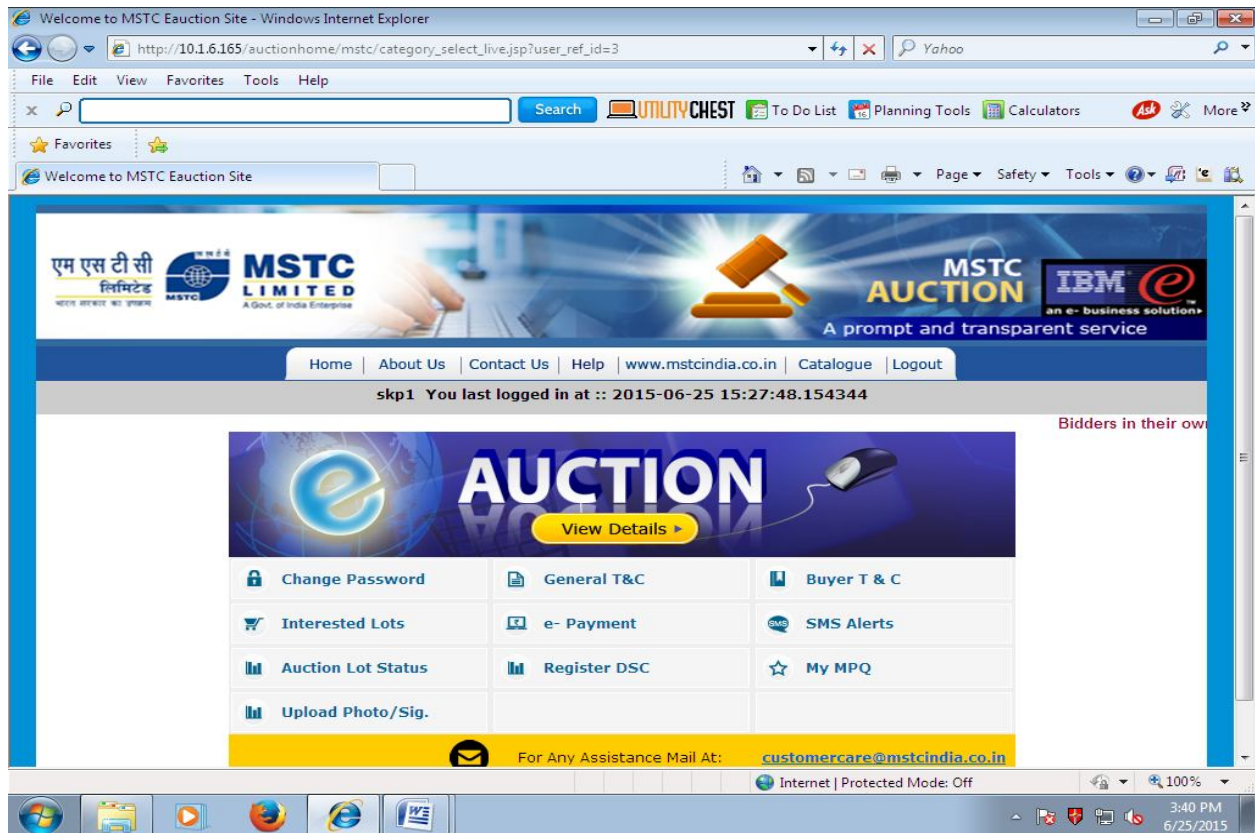 Welcome to MSTC Eauction Site - Windows Internet Explorer
http://10.1.6.165/auctionhome/mstc/category_select_live.jsp?user_ref_id=3
Yahoo
File Edit View Favorites Tools Help
Search UTILITYCHEST To Do List Planning Tools Calculators Ask More
Favorites
Welcome to MSTC Eauction Site
Page Safety Tools
एम एस टी सी
लिमिटेड
भारत सरकार का उपक्रम
MSTC
MSTC
LIMITED
A Govt. of India Enterprise
MSTC
AUCTION
A prompt and transparent service
IBM e
an e- business solution
Home | About Us | Contact Us | Help | www.mstcindia.co.in | Catalogue | Logout
skp1 You last logged in at :: 2015-06-25 15:27:48.154344
Bidders in their own
e AUCTION
View Details
Change Password General T&C Buyer T & C
Interested Lots e- Payment SMS SMS Alerts
Auction Lot Status Register DSC My MPQ
Upload Photo/Sig.
For Any Assistance Mail At: customercare@mstcindia.co.in
Internet | Protected Mode: Off 100%
3:40 PM
6/25/2015